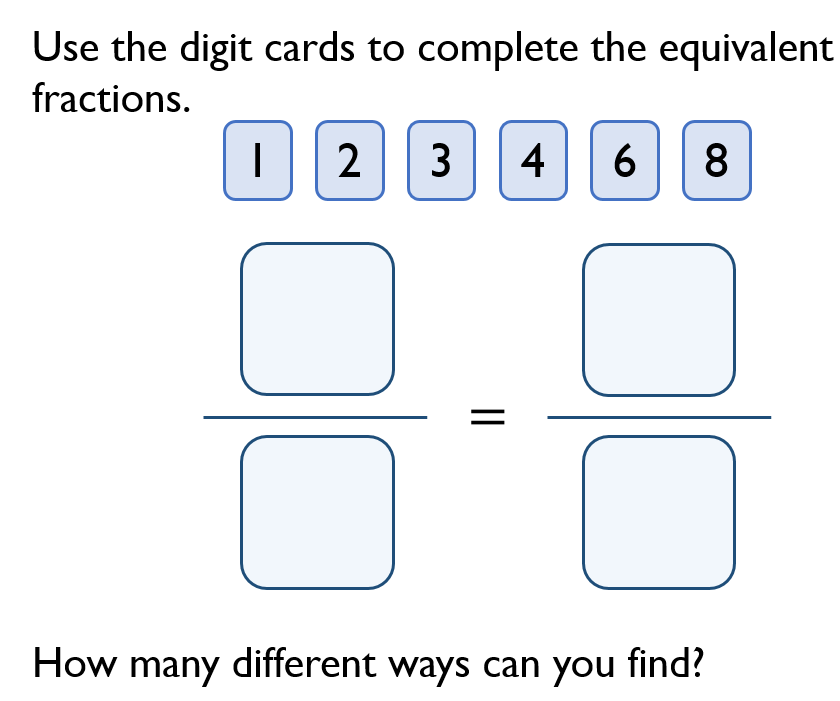 Use the digit cards to complete the equivalent
fractions.
1 2 3 4 6 8
=
How many different ways can you find?